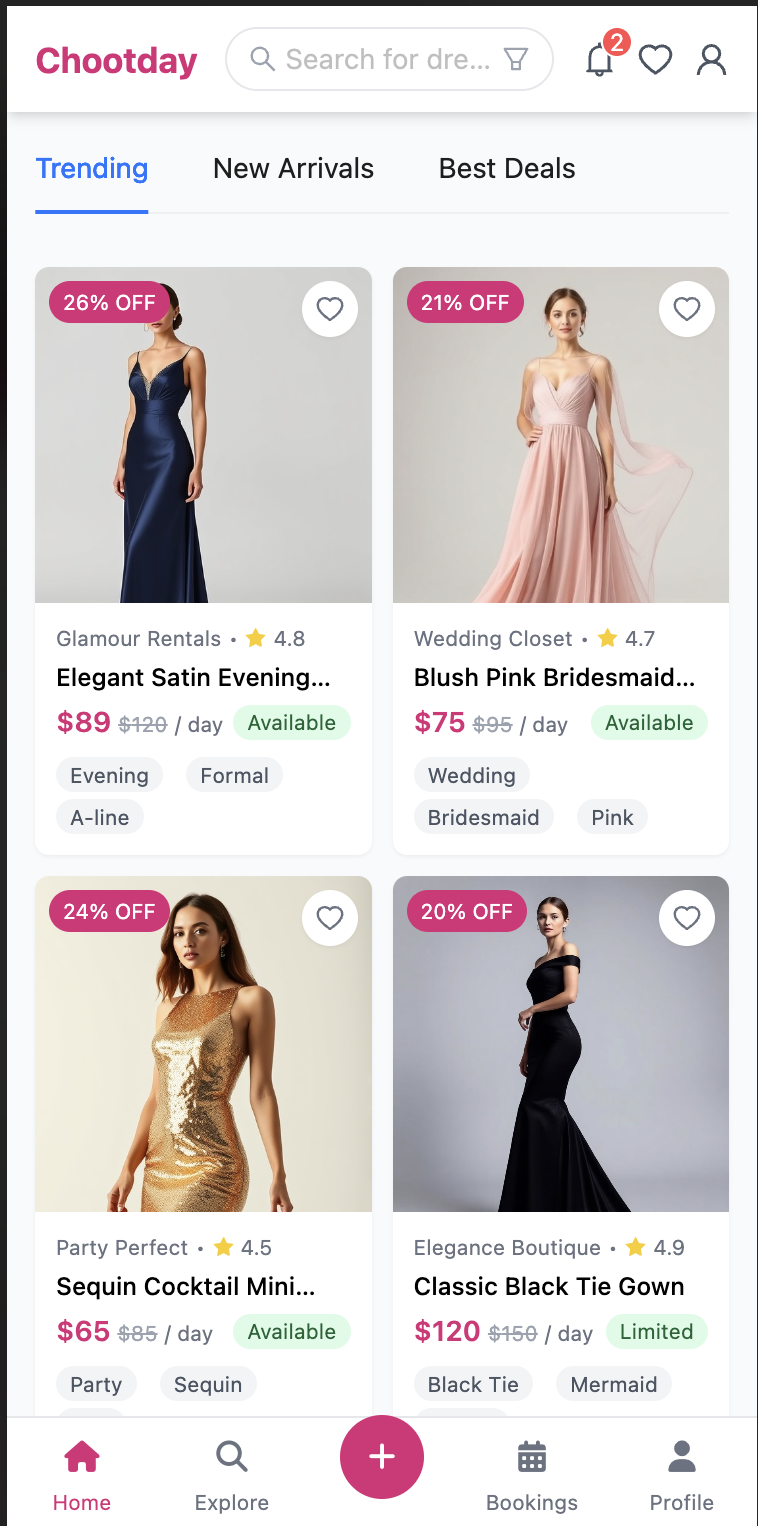 Chootday
Search for dre...
2
Trending New Arrivals Best Deals
26% OFF
21% OFF
Glamour Rentals • 4.8
Elegant Satin Evening...
$89 $120 / day Available
Evening Formal
A-line
Wedding Closet • 4.7
Blush Pink Bridesmaid...
$75 $95 / day Available
Wedding
Bridesmaid Pink
24% OFF
20% OFF
Party Perfect • 4.5
Sequin Cocktail Mini...
$65 $85 / day Available
Party Sequin
Elegance Boutique • 4.9
Classic Black Tie Gown
$120 $150 / day Limited
Black Tie Mermaid
+
Home Explore Bookings Profile